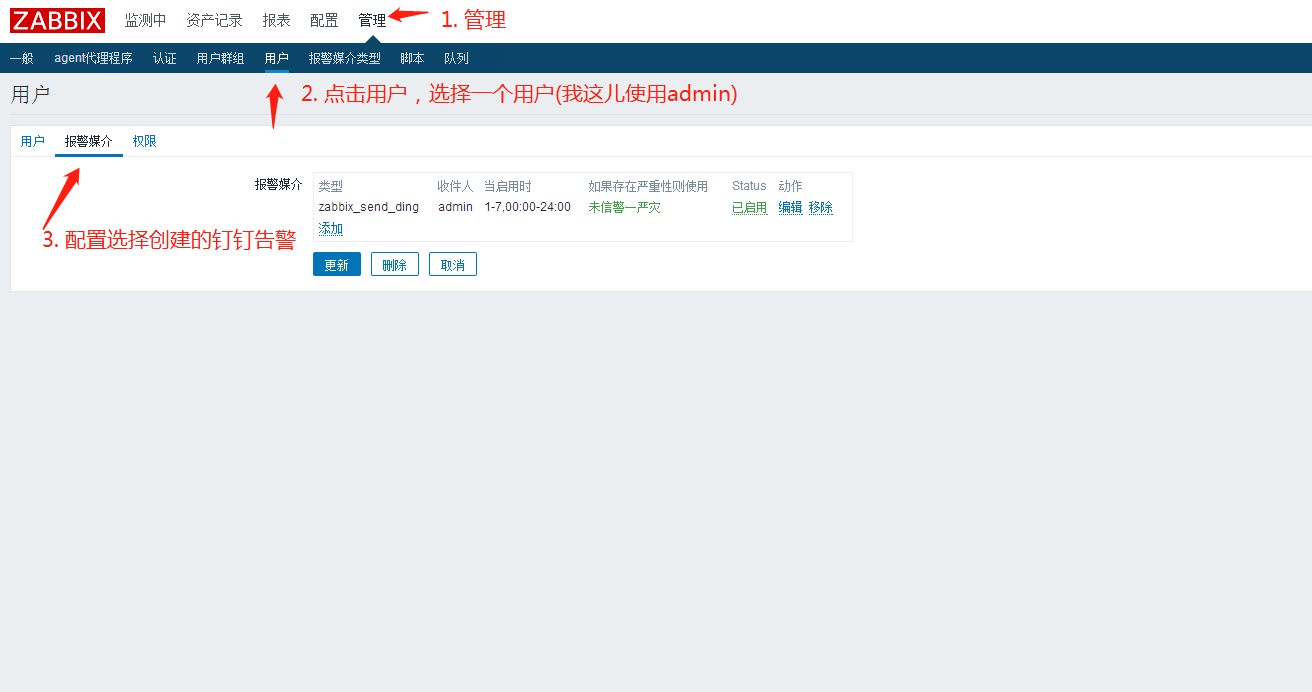 ZABBIX 监测中 资产记录 报表 配置 管理 1. 管理
一般 agent代理程序 认证 用户群组 用户 报警媒介类型 脚本 队列
用户 2. 点击用户，选择一个用户(我这儿使用admin)
用户 报警媒介 权限
报警媒介 类型 收件人 当启用时 如果存在严重性则使用 Status 动作
zabbix_send_ding admin 1-7,00:00-24:00 未信警一严灾 已启用 编辑 移除
添加
3. 配置选择创建的钉钉告警
更新 删除 取消